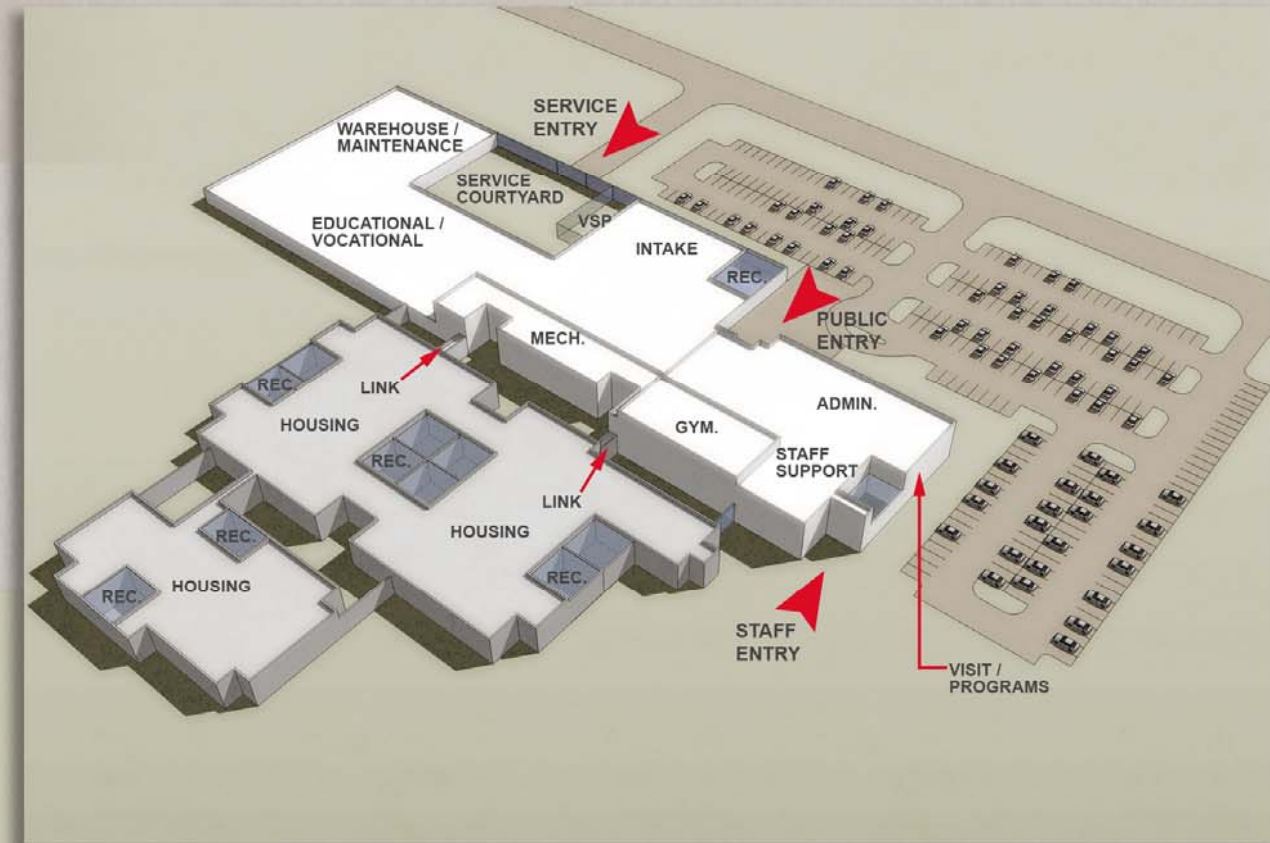 SERVICE
ENTRY
WAREHOUSE /
MAINTENANCE
SERVICE
COURTYARD
VSP
EDUCATIONAL /
VOCATIONAL
INTAKE
REC.
PUBLIC
ENTRY
MECH.
LINK
REC.
HOUSING
ADMIN.
GYM.
STAFF
SUPPORT
REC.
LINK
HOUSING
REC.
REC.
HOUSING
REC.
STAFF
ENTRY
VISIT /
PROGRAMS